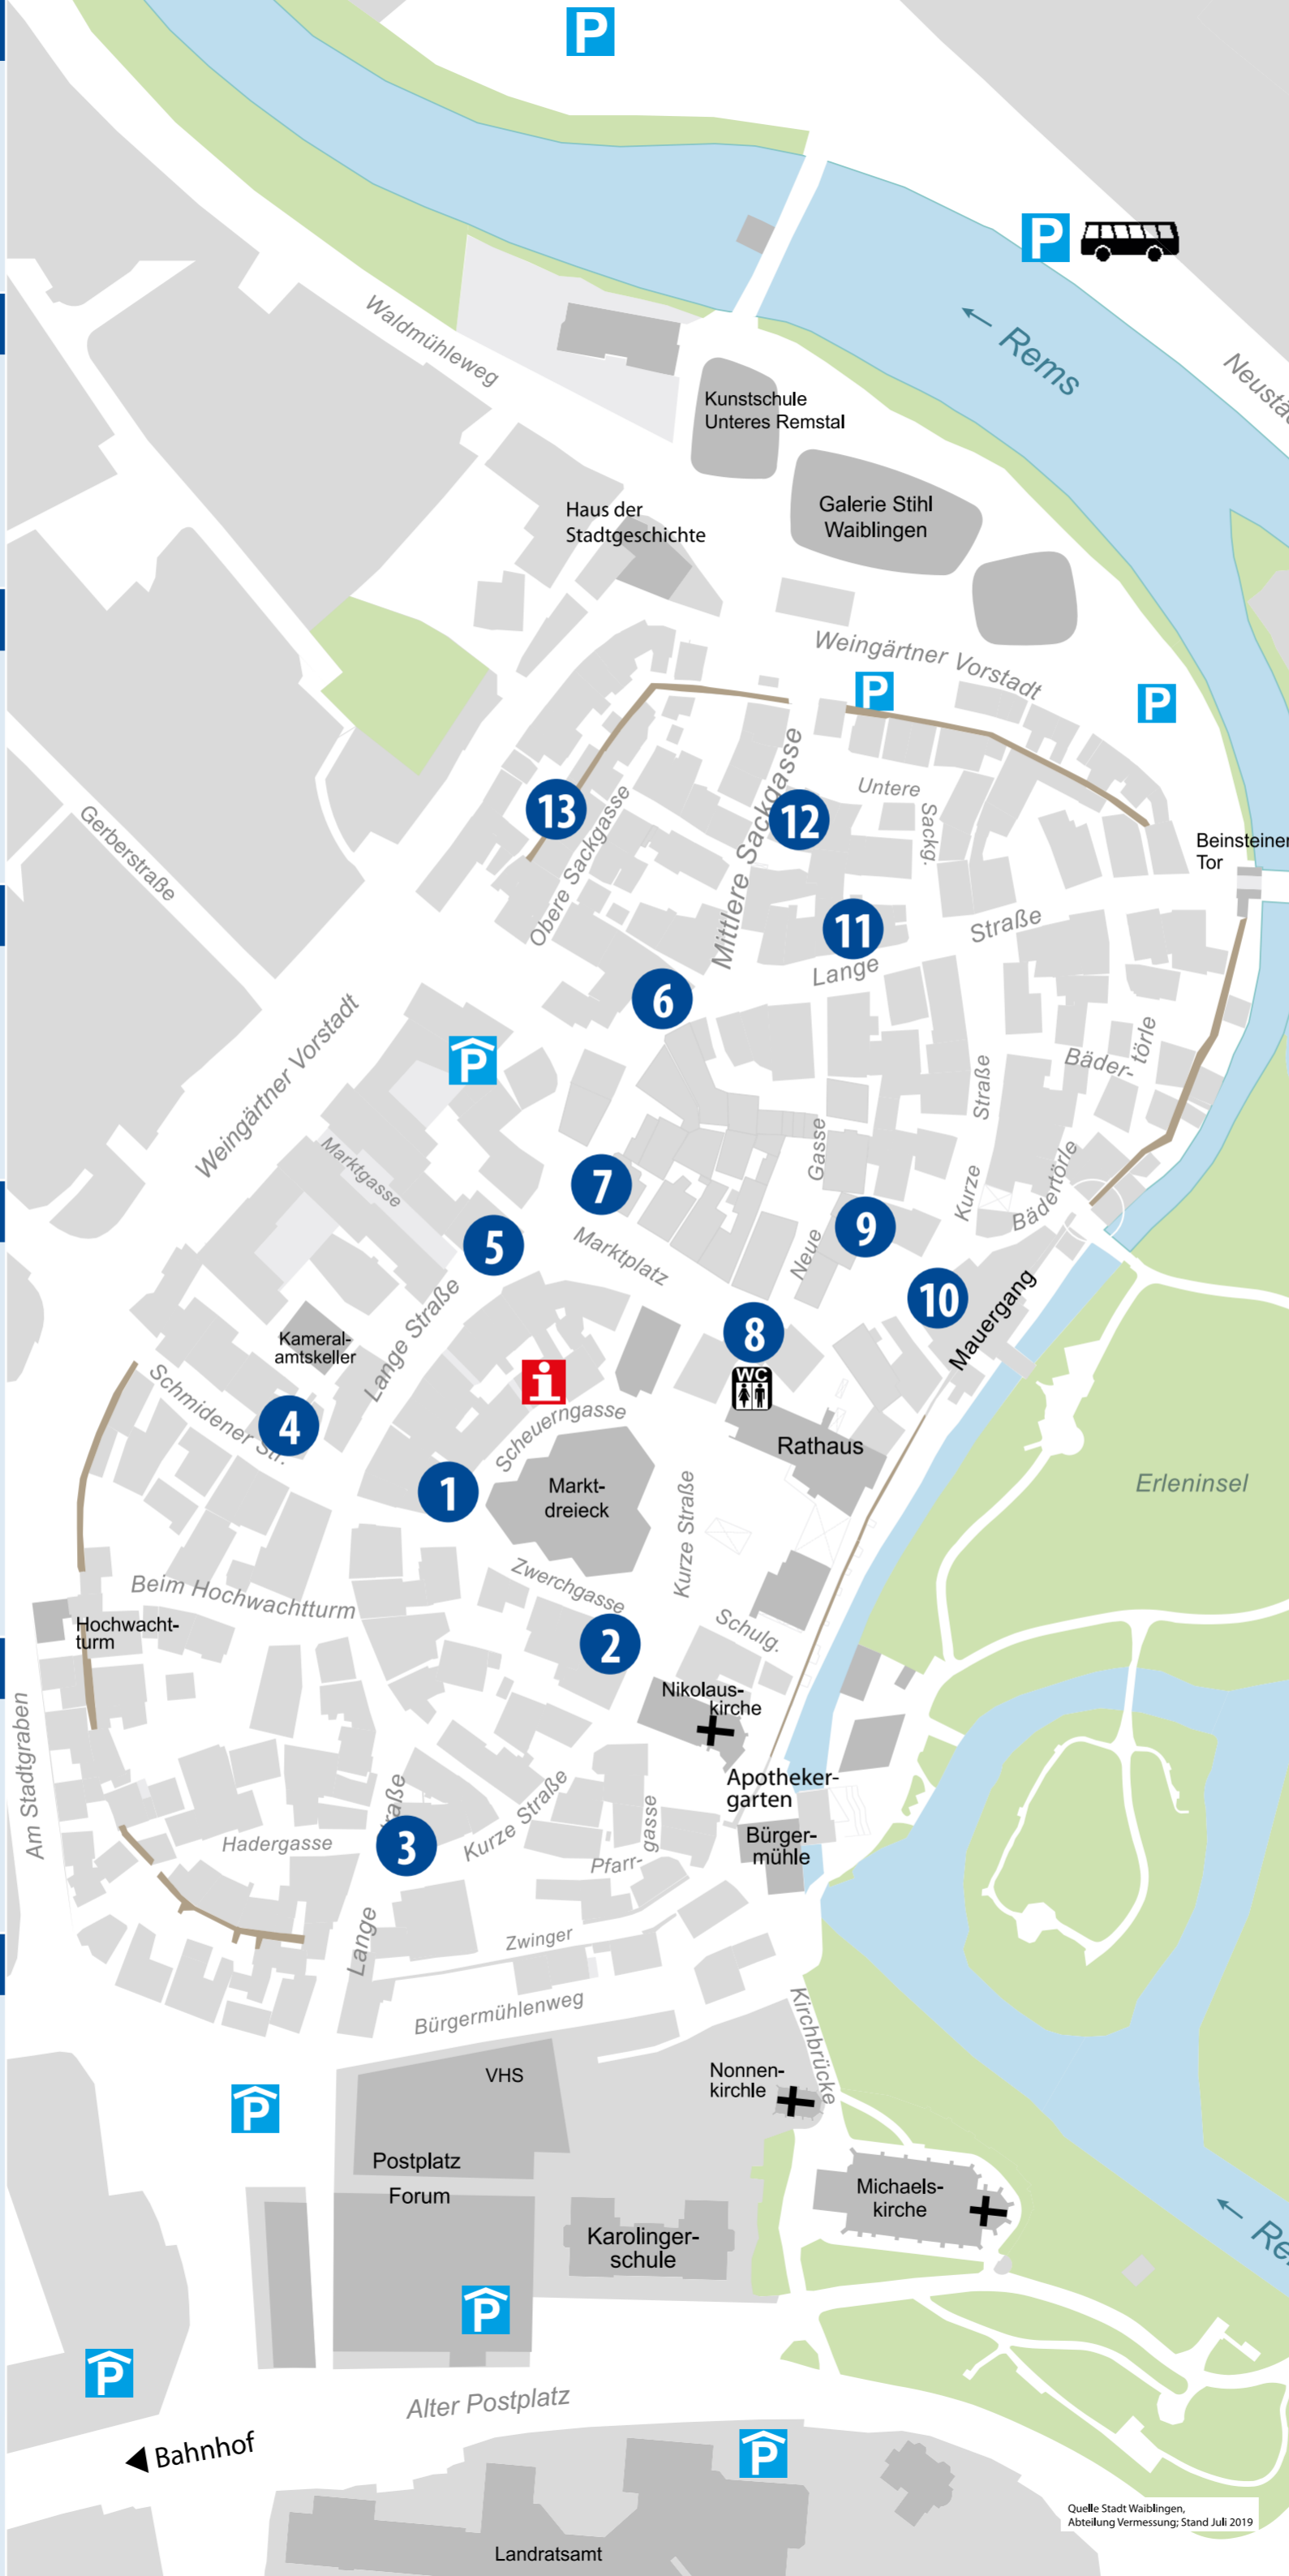 P
P
Waldmühleweg
Rems
Kunstschule
Unteres Remstal
Galerie Stihl
Waiblingen
Haus der
Stadtgeschichte
Weingärtner Vorstadt
P
P
Mittlere Sackgasse
Untere
Sackg.
13
12
Obere Sackgasse
Gerberstraße
Beinsteiner
Tor
11
Straße
Lange
6
Weingärtner Vorstadt
P
Bäder-
törle
Straße
Marktgasse
Gasse
7
Kurze
Bädertörle
5
Marktplatz
9
Neue
10
Mauergang
Lange Straße
Kameral-
amtskeller
8
WC
i
Schmidener Str.
4
Scheuerngasse
Rathaus
1
Markt-
dreieck
Erleninsel
Kurze Straße
Zwerchgasse
Beim Hochwachtturm
Hochwacht-
turm
2
Schulg.
Nikolaus-
kirche
Am Stadtgraben
Apotheker-
garten
Hadergasse
3
Kurze Straße
Pfarr-
gasse
Bürger-
mühle
Lange
Zwinger
Bürgermühlenweg
Kirchbrücke
VHS
Nonnen-
kirchle
P
Postplatz
Forum
Michaels-
kirche
Karolinger-
schule
P
P
Alter Postplatz
Bahnhof
P
Quelle Stadt Waiblingen,
Abteilung Vermessung; Stand Juli 2019
Landratsamt